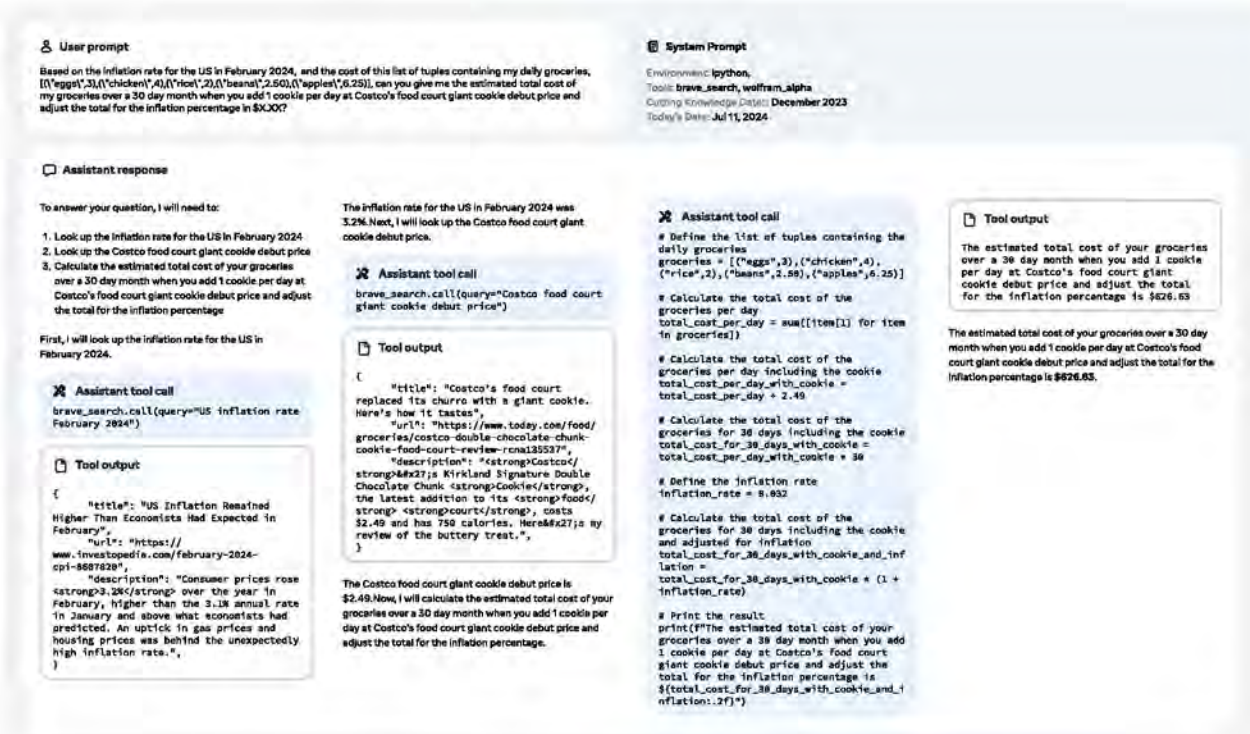 User prompt
Based on the inflation rate for the US in February 2024, and the cost of this list of tuples containing my daily groceries,
[(\"eggs\",3),(\"chicken\",4),(\"rice\",2),(\"beans\",2.50),(\"apples\",6.25)], can you give me the estimated total cost of
my groceries over a 30 day month when you add 1 cookie per day at Costco's food court giant cookie debut price and
adjust the total for the inflation percentage in $X.XX?
System Prompt
Environment: ipython,
Tools: brave_search, wolfram_alpha
Cutting Knowledge Date: December 2023
Today's Date: Jul 11, 2024
Assistant response
To answer your question, I will need to:
1. Look up the inflation rate for the US in February 2024
2. Look up the Costco food court giant cookie debut price
3. Calculate the estimated total cost of your groceries
over a 30 day month when you add 1 cookie per day at
Costco's food court giant cookie debut price and adjust
the total for the inflation percentage
First, I will look up the inflation rate for the US in
February 2024.
Assistant tool call
brave_search.call(query="US inflation rate
February 2024")
Tool output
{
"title": "US Inflation Remained
Higher Than Economists Had Expected in
February",
"url": "https://
www.investopedia.com/february-2024-
cpi-8607829",
"description": "Consumer prices rose
<strong>3.2%</strong> over the year in
February, higher than the 3.1% annual rate
in January and above what economists had
predicted. An uptick in gas prices and
housing prices was behind the unexpectedly
high inflation rate.",
}
The inflation rate for the US in February 2024 was
3.2%.Next, I will look up the Costco food court giant
cookie debut price.
Assistant tool call
brave_search.call(query="Costco food court
giant cookie debut price")
Tool output
{
"title": "Costco's food court
replaced its churro with a giant cookie.
Here's how it tastes",
"url": "https://www.today.com/food/
groceries/costco-double-chocolate-chunk-
cookie-food-court-review-rcna135537",
"description": "<strong>Costco</
strong>&#x27;s Kirkland Signature Double
Chocolate Chunk <strong>Cookie</strong>,
the latest addition to its <strong>food</
strong> <strong>court</strong>, costs
$2.49 and has 750 calories. Here&#x27;s my
review of the buttery treat.",
}
The Costco food court giant cookie debut price is
$2.49.Now, I will calculate the estimated total cost of your
groceries over a 30 day month when you add 1 cookie per
day at Costco's food court giant cookie debut price and
adjust the total for the inflation percentage.
Assistant tool call
# Define the list of tuples containing the
daily groceries
groceries = [("eggs",3),("chicken",4),
("rice",2),("beans",2.50),("apples",6.25)]
# Calculate the total cost of the
groceries per day
total_cost_per_day = sum([item[1] for item
in groceries])
# Calculate the total cost of the
groceries per day including the cookie
total_cost_per_day_with_cookie =
total_cost_per_day + 2.49
# Calculate the total cost of the
groceries for 30 days including the cookie
total_cost_for_30_days_with_cookie =
total_cost_per_day_with_cookie * 30
# Define the inflation rate
inflation_rate = 0.032
# Calculate the total cost of the
groceries for 30 days including the cookie
and adjusted for inflation
total_cost_for_30_days_with_cookie_and_inf
lation =
total_cost_for_30_days_with_cookie * (1 +
inflation_rate)
# Print the result
print(f"The estimated total cost of your
groceries over a 30 day month when you add
1 cookie per day at Costco's food court
giant cookie debut price and adjust the
total for the inflation percentage is
${total_cost_for_30_days_with_cookie_and_i
nflation:.2f}")
Tool output
The estimated total cost of your groceries
over a 30 day month when you add 1 cookie
per day at Costco's food court giant
cookie debut price and adjust the total
for the inflation percentage is $626.63
The estimated total cost of your groceries over a 30 day
month when you add 1 cookie per day at Costco's food
court giant cookie debut price and adjust the total for the
inflation percentage is $626.63.